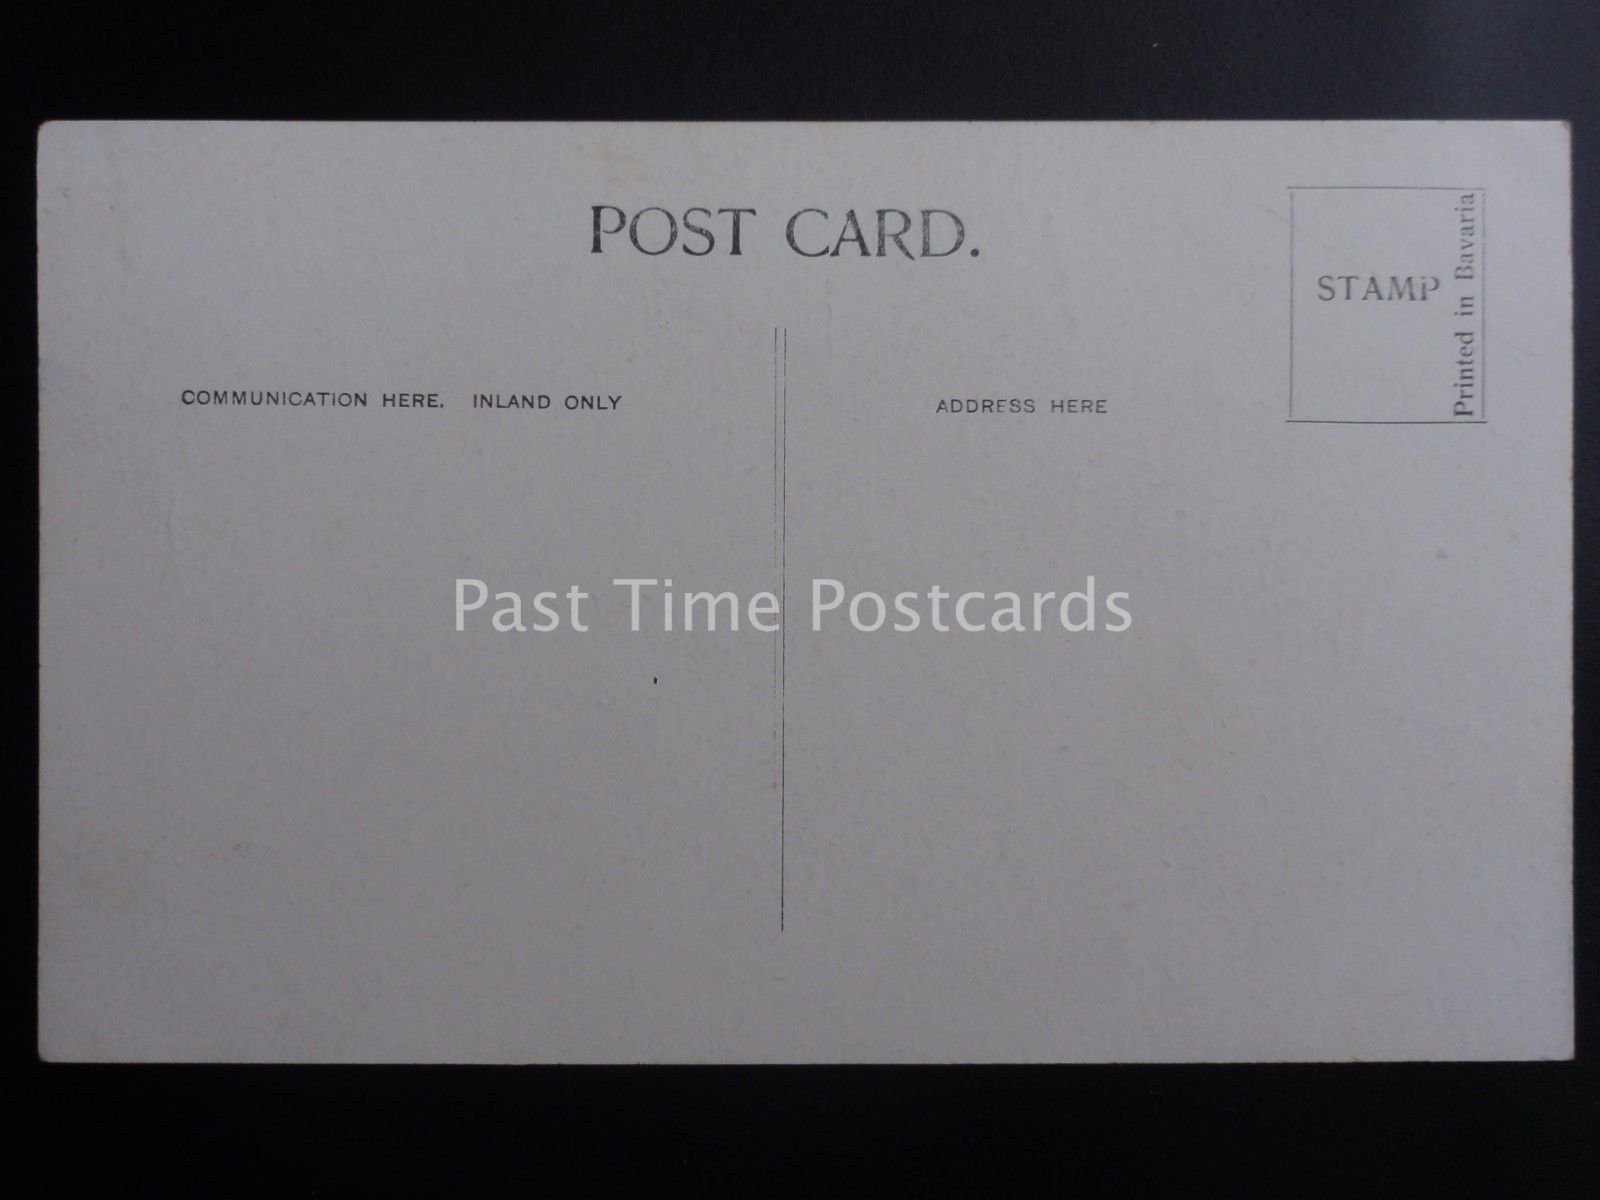 POST CARD.
STAMP
Printed in Bavaria
COMMUNICATION HERE. INLAND ONLY
ADDRESS HERE
Past Time Postcards